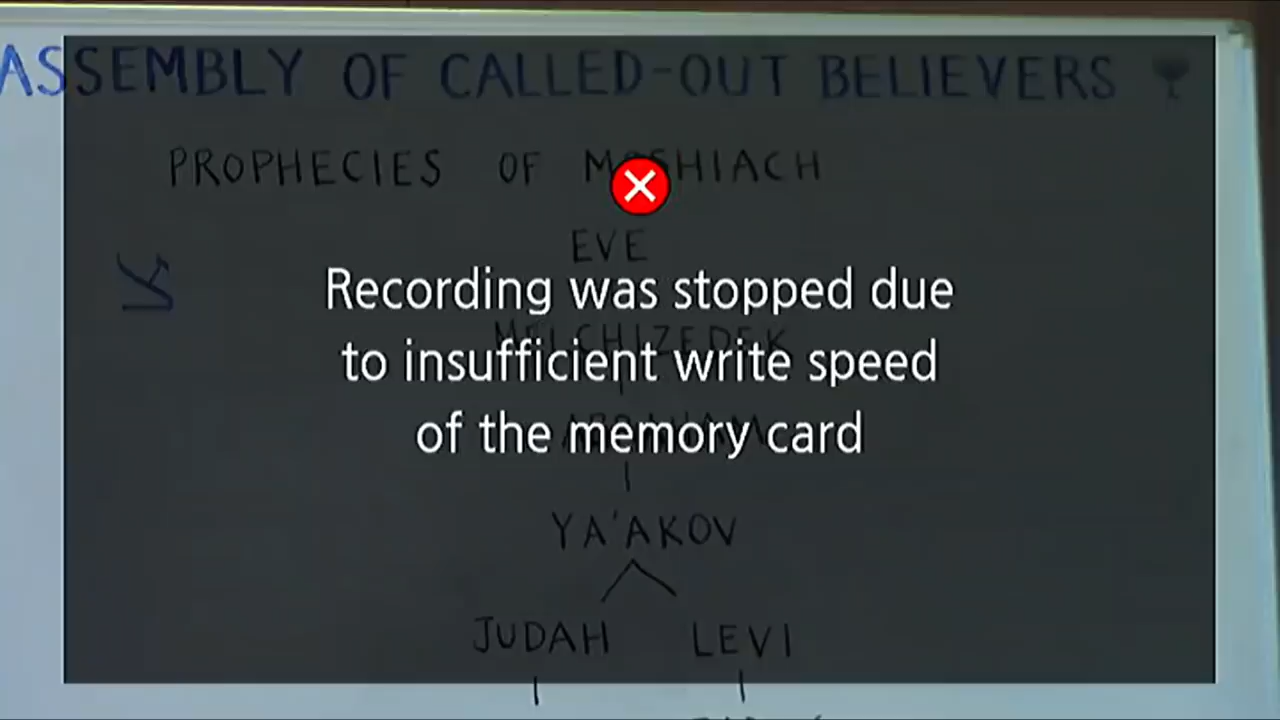 ASSEMBLY OF CALLED-OUT BELIEVERS
PROPHECIES OF MOSHIACH
EVE
Recording was stopped due
MELCHIZEDEK
to insufficient write speed
of the memory card
YA'AKOV
JUDAH LEVI